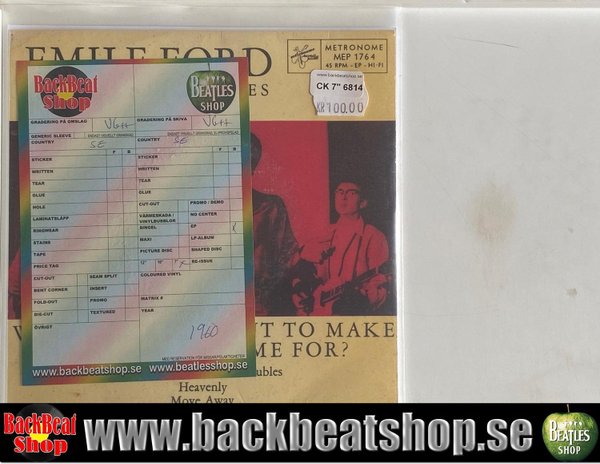 EMILE FORD
METRONOME
MEP 1764
45 RPM - EP - HI-FI
www.backbeatshop.se
CK 7" 6814
KR100,00
BackBeat
Shop
BEATLES
SHOP
GRADERING PÅ OMSLAG VG++
GRADERING PÅ SKIVA VG++
GENERIC SLEEVE
COUNTRY SE
COUNTRY SE
F B
F B
STICKER
STICKER
WRITTEN
WRITTEN
TEAR
TEAR
GLUE
GLUE
HOLE
CUT-OUT
PROMO / DEMO
LAMINATSLÄPP
VÄRMESKADA /
VINYLBUBBLOR
NO CENTER
RINGWEAR
SINGEL
EP X
STAINS
MAXI
LP-ALBUM
TAPE
PICTURE DISC
SHAPED DISC
PRICE TAG
RE-ISSUE
CUT-OUT
SEAM SPLIT
COLOURED VINYL
BENT CORNER
INSERT
FOLD-OUT
PROMO
MATRIX #
DIE-CUT
TEXTURED
YEAR
ÖVRIGT
1960
www.backbeatshop.se www.beatlesshop.se
TO MAKE
ME FOR?
Heavenly
Move Away
BackBeat
Shop
www.backbeatshop.se
BEATLES
SHOP